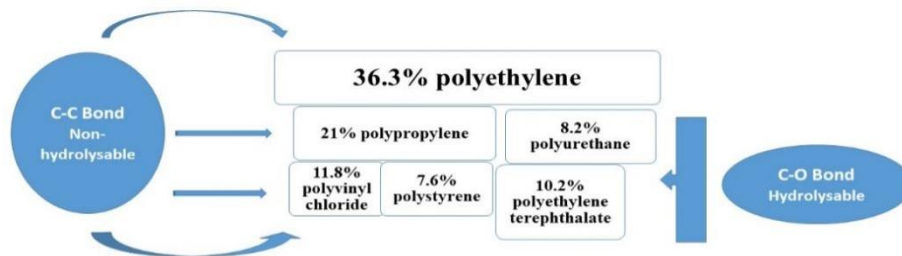 36.3% polyethylene
C-C Bond
Non-
hydrolysable
21% polypropylene
8.2%
polyurethane
11.8%
polyvinyl
chloride
7.6%
polystyrene
10.2%
polyethylene
terephthalate
C-O Bond
Hydrolysable